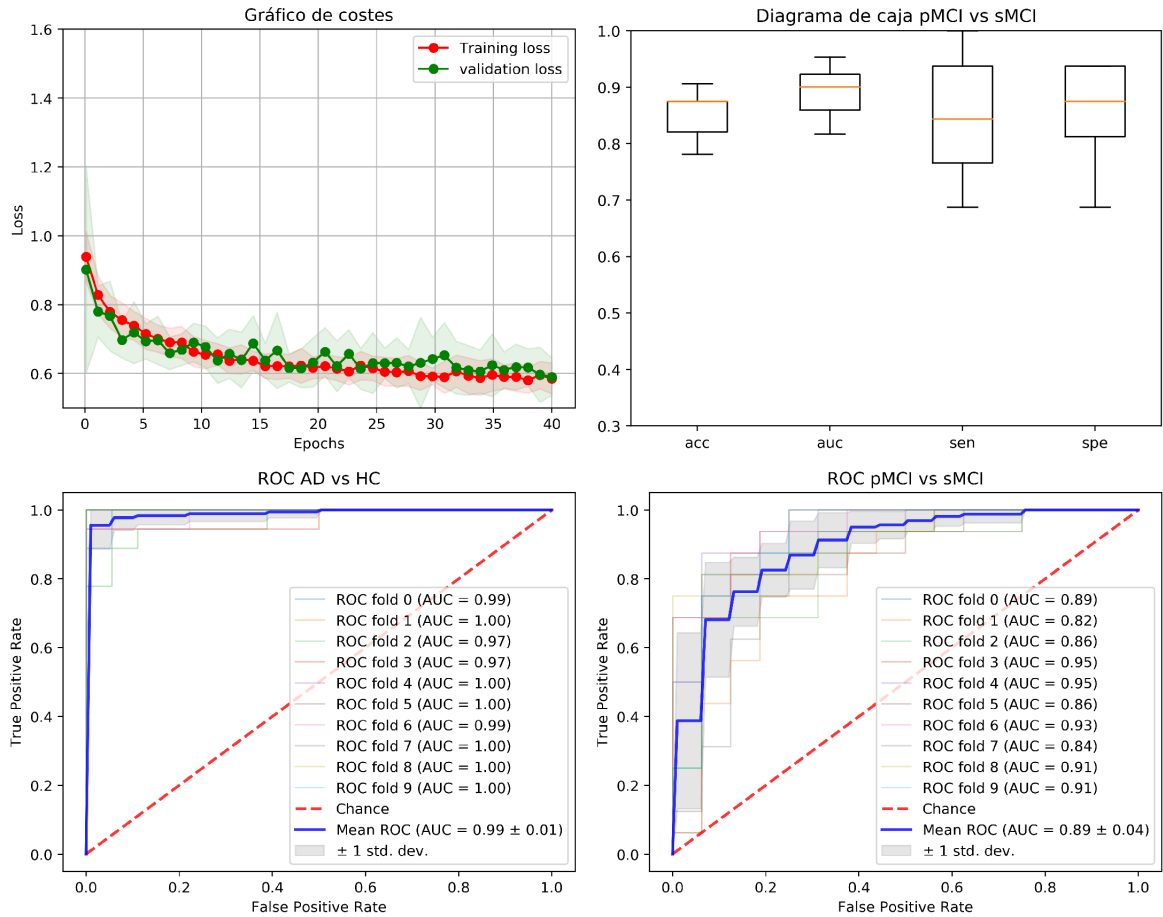 Gráfico de costes
1.6
1.4
1.2
1.0
0.8
0.6
Loss
Training loss
validation loss
0 5 10 15 20 25 30 35 40
Epochs
Diagrama de caja pMCI vs sMCI
1.0
0.9
0.8
0.7
0.6
0.5
0.4
0.3
acc auc sen spe
ROC AD vs HC
1.0
0.8
0.6
0.4
0.2
0.0
True Positive Rate
ROC fold 0 (AUC = 0.99)
ROC fold 1 (AUC = 1.00)
ROC fold 2 (AUC = 0.97)
ROC fold 3 (AUC = 0.97)
ROC fold 4 (AUC = 1.00)
ROC fold 5 (AUC = 1.00)
ROC fold 6 (AUC = 0.99)
ROC fold 7 (AUC = 1.00)
ROC fold 8 (AUC = 1.00)
ROC fold 9 (AUC = 1.00)
Chance
Mean ROC (AUC = 0.99 ± 0.01)
± 1 std. dev.
0.0 0.2 0.4 0.6 0.8 1.0
False Positive Rate
ROC pMCI vs sMCI
1.0
0.8
0.6
0.4
0.2
0.0
True Positive Rate
ROC fold 0 (AUC = 0.89)
ROC fold 1 (AUC = 0.82)
ROC fold 2 (AUC = 0.86)
ROC fold 3 (AUC = 0.95)
ROC fold 4 (AUC = 0.95)
ROC fold 5 (AUC = 0.86)
ROC fold 6 (AUC = 0.93)
ROC fold 7 (AUC = 0.84)
ROC fold 8 (AUC = 0.91)
ROC fold 9 (AUC = 0.91)
Chance
Mean ROC (AUC = 0.89 ± 0.04)
± 1 std. dev.
0.0 0.2 0.4 0.6 0.8 1.0
False Positive Rate